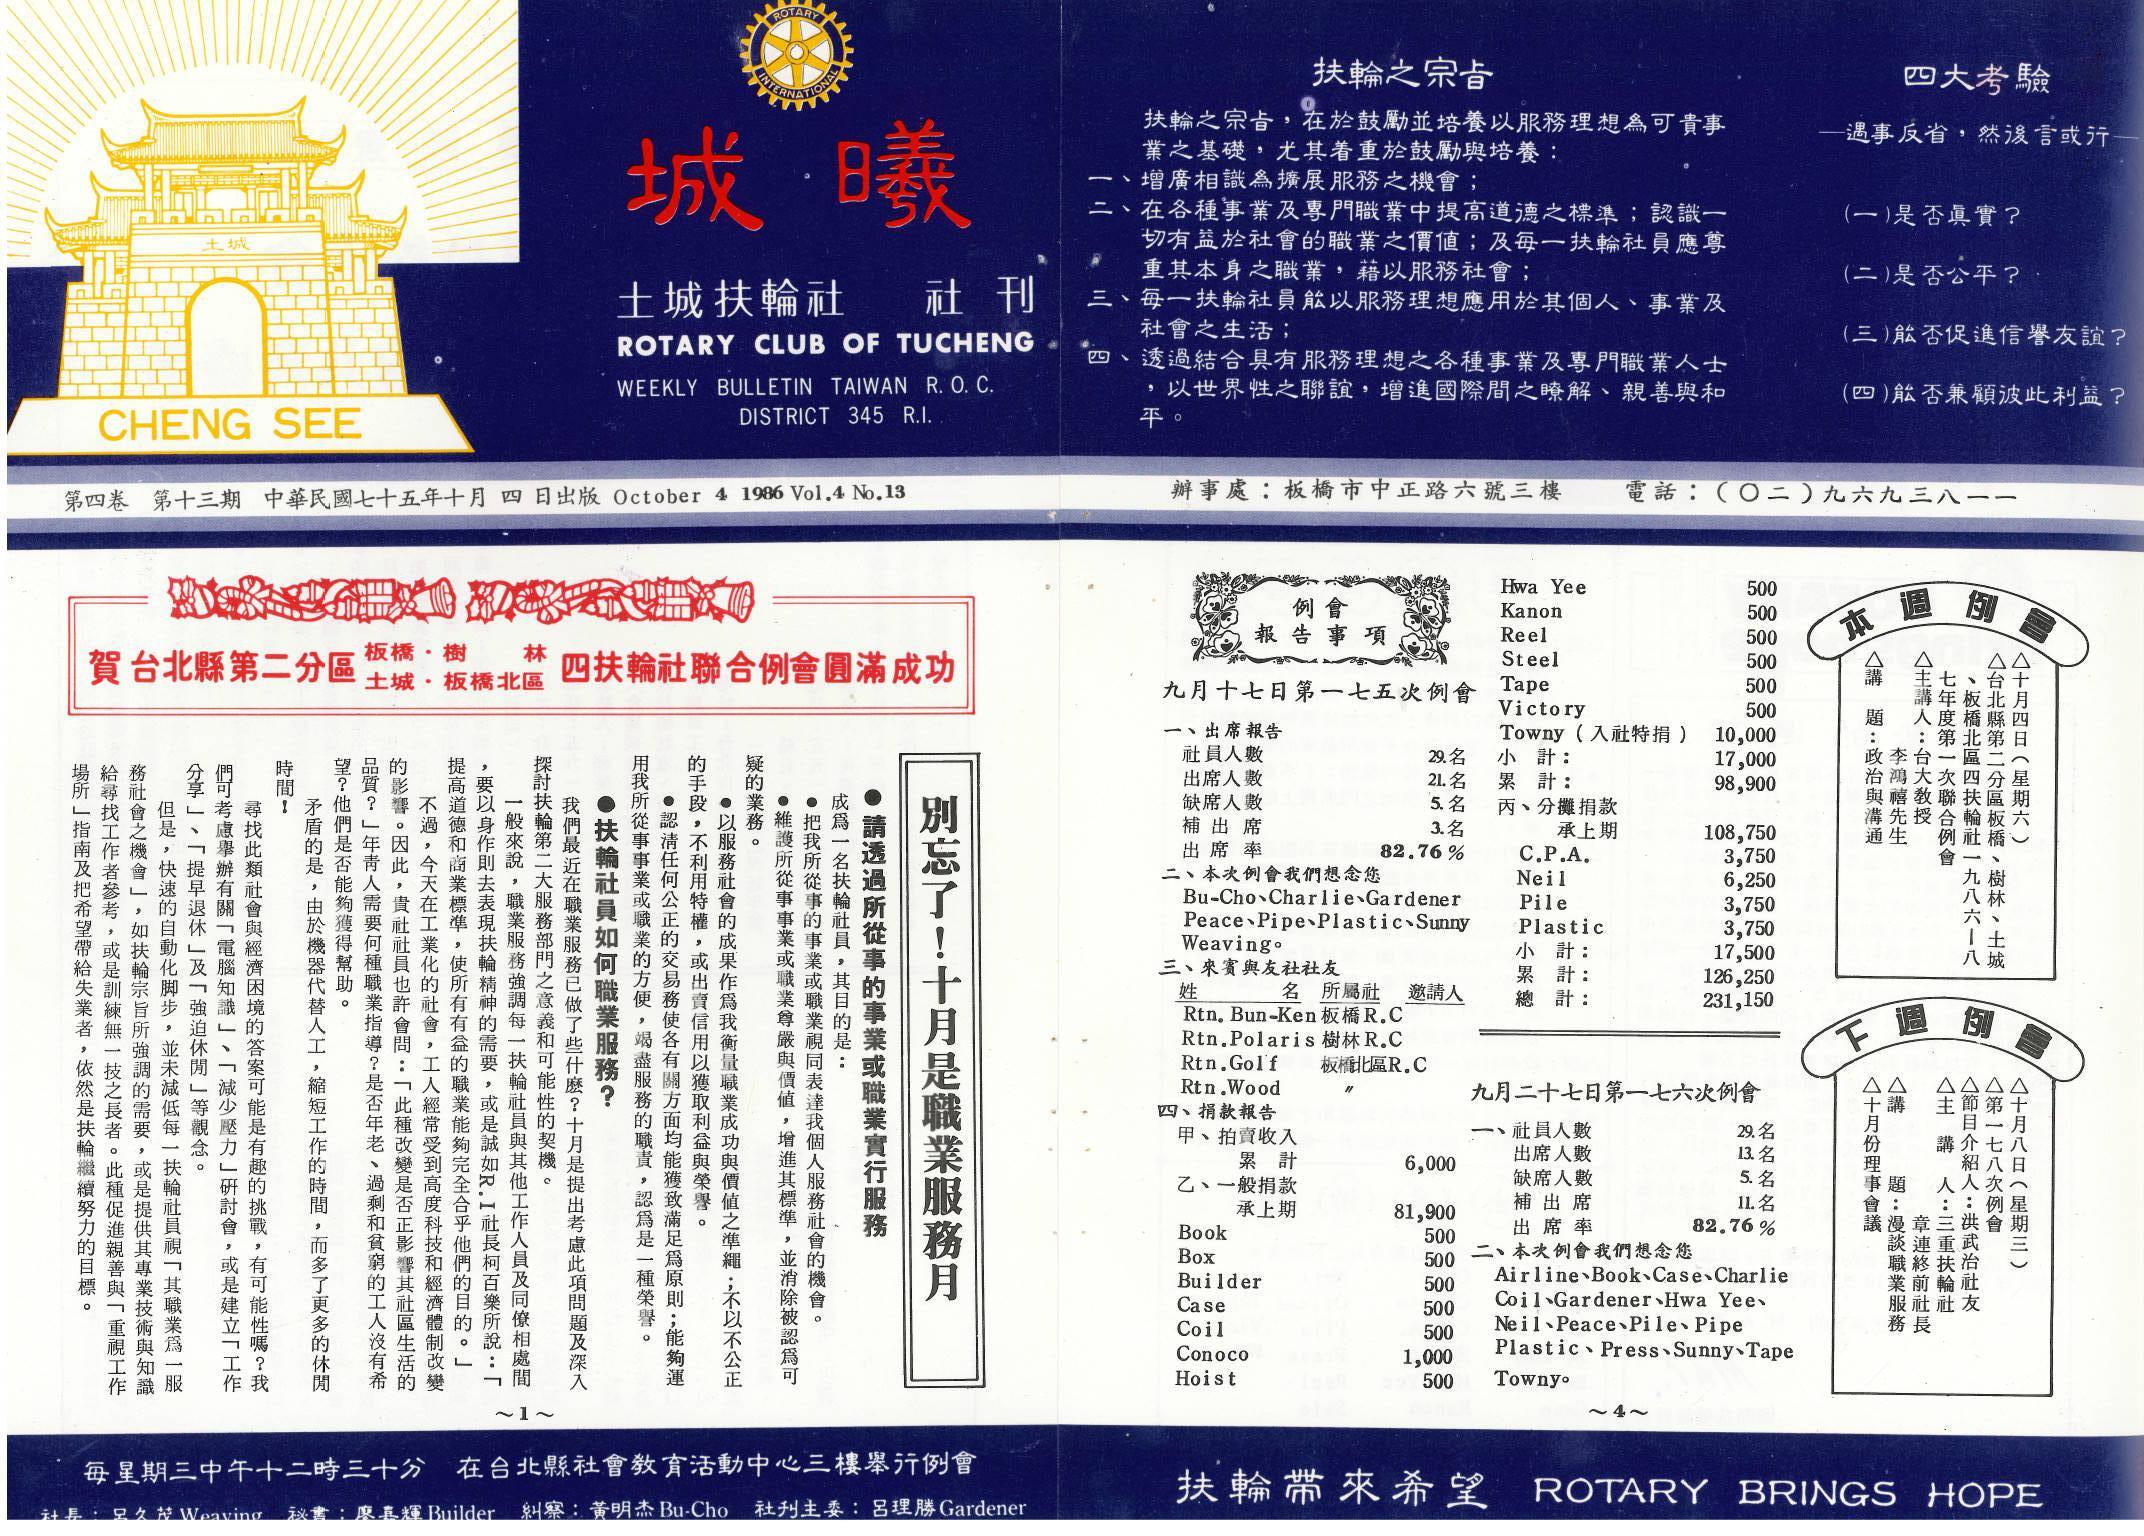 土城
CHENG SEE
ROTARY
INTERNATIONAL
城曦
土城扶輪社 社刊
ROTARY CLUB OF TUCHENG
WEEKLY BULLETIN TAIWAN R.O.C.
DISTRICT 345 R.I.
第四卷 第十三期 中華民國七十五年十月 四 日出版 October 4 1986 Vol.4 No.13
賀台北縣第二分區 板橋・樹 林
土城・板橋北區 四扶輪社聯合例會圓滿成功
別忘了!十月是職業服務月
●請透過所從事的事業或職業實行服務
成爲一名扶輪社員,其目的是:
●把我所從事的事業或職業視同表達我個人服務社會的機會。
●維護所從事事業或職業尊嚴與價值,增進其標準,並消除被認爲可
疑的業務。
●以服務社會的成果作爲我衡量職業成功與價值之準繩;不以不公正
的手段,不利用特權,或出賣信用以獲取利益與榮譽。
●認淸任何公正的交易務使各有關方面均能獲致滿足爲原則;能夠運
用我所從事事業或職業的方便,竭盡服務的職責,認爲是一種榮譽。
●扶輪社員如何職業服務?
我們最近在職業服務已做了些什麼?十月是提出考慮此項問題及深入
探討扶輪第二大服務部門之意義和可能性的契機。
一般來說,職業服務強調每一扶輪社員與其他工作人員及同僚相處間
,要以身作則去表現扶輪精神的需要,或是誠如R.I社長柯百樂所說:「
提高道德和商業標準,使所有有益的職業能夠完全合乎他們的目的。」
不過,今天在工業化的社會,工人經常受到高度科技和經濟體制改變
的影響。因此,貴社社員也許會問:「此種改變是否正影響其社區生活的
品質?」年青人需要何種職業指導?是否年老、過剩和貧窮的工人沒有希
望?他們是否能夠獲得幫助。
矛盾的是,由於機器代替人工,縮短工作的時間,而多了更多的休閒
時間!
尋找此類社會與經濟困境的答案可能是有趣的挑戰,有可能性嗎?我
們可考慮舉辦有關「電腦知識」、「減少壓力」研討會,或是建立「工作
分享」、「提早退休」及「強迫休閒」等觀念。
但是,快速的自動化脚步,並未減低每一扶輪社員視「其職業爲一服
務社會之機會」,如扶輪宗旨所強調的需要,或是提供其專業技術與知識
給尋找工作者參考,或是訓練無一技之長者。此種促進親善與「重視工作
場所」指南及把希望帶給失業者,依然是扶輪繼續努力的目標。
~1~
每星期三中午十二時三十分 在台北縣社會敎育活動中心三樓舉行例會
社長:呂久茂Weaving 秘書:廖嘉輝Builder 糾察:黃明杰Bu-Cho 社刊主委:呂理勝Gardener
扶輪之宗旨
扶輪之宗旨,在於鼓勵並培養以服務理想為可貴事
業之基礎,尤其着重於鼓勵與培養:
一、增廣相識為擴展服務之機會;
二、在各種事業及專門職業中提高道德之標準;認識一
切有益於社會的職業之價值;及每一扶輪社員應尊
重其本身之職業,藉以服務社會;
三、每一扶輪社員能以服務理想應用於其個人、事業及
社會之生活;
四、透過結合具有服務理想之各種事業及專門職業人士
,以世界性之聯誼,增進國際間之瞭解、親善與和
平。
四大考驗
—遇事反省,然後言或行—
(一)是否眞實?
(二)是否公平?
(三)能否促進信譽友誼?
(四)能否兼顧彼此利益?
辦事處:板橋市中正路六號三樓 電話:(〇二)九六九三八一一
例會
報告事項
九月十七日第一七五次例會
一、出席報告
社員人數 29.名
出席人數 21.名
缺席人數 5.名
補出席 3.名
出席率 82.76%
二、本次例會我們想念您
Bu-Cho、Charlie、Gardener
Peace、Pipe、Plastic、Sunny
Weaving。
三、來賓與友社社友
姓 名 所屬社 邀請人
Rtn. Bun-Ken 板橋R.C
Rtn.Polaris 樹林R.C
Rtn.Golf 板橋北區R.C
Rtn.Wood 〃
四、捐款報告
甲、拍賣收入
累 計 6,000
乙、一般捐款
承上期 81,900
Book 500
Box 500
Builder 500
Case 500
Coil 500
Conoco 1,000
Hoist 500
Hwa Yee 500
Kanon 500
Reel 500
Steel 500
Tape 500
Victory 500
Towny(入社特捐) 10,000
小 計: 17,000
累 計: 98,900
丙、分攤捐款
承上期 108,750
C.P.A. 3,750
Neil 6,250
Pile 3,750
Plastic 3,750
小 計: 17,500
累 計: 126,250
總 計: 231,150
九月二十七日第一七六次例會
一、社員人數 29.名
出席人數 13.名
缺席人數 5.名
補出席 11.名
出席率 82.76%
二、本次例會我們想念您
Airline、Book、Case、Charlie
Coil、Gardener、Hwa Yee、
Neil、Peace、Pile、Pipe
Plastic、Press、Sunny、Tape
Towny。
~4~
本週例會
△十月四日(星期六)
△台北縣第二分區板橋、樹林、土城
、板橋北區四扶輪社一九八六—八
七年度第一次聯合例會
△主講人:台大敎授
李鴻禧先生
△講 題:政治與溝通
下週例會
△十月八日(星期三)
△第一七八次例會
△節目介紹人:洪武治社友
△主 講 人:三重扶輪社
章連終前社長
△講 題:漫談職業服務
△十月份理事會議
扶輪帶來希望 ROTARY BRINGS HOPE